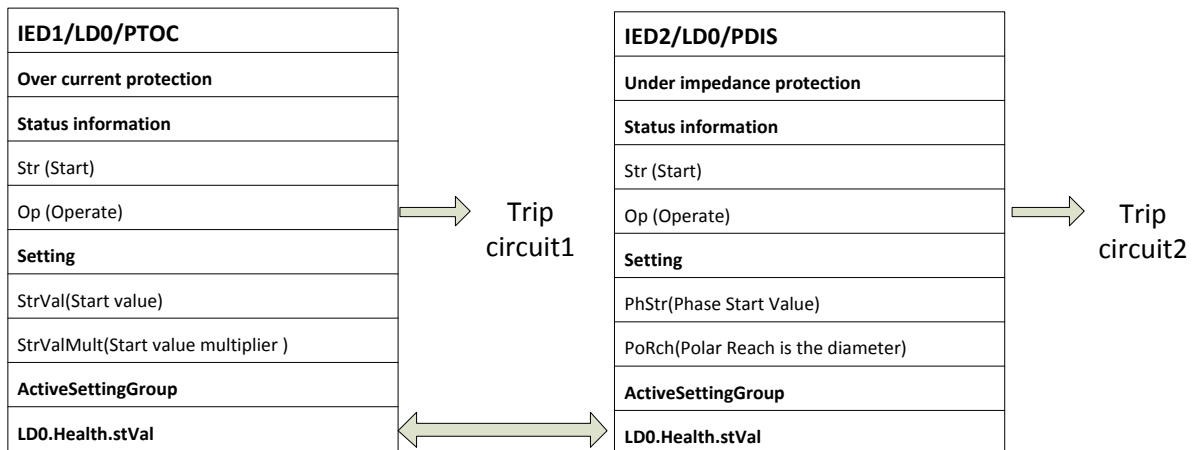 IED1/LD0/PTOC
Over current protection
Status information
Str (Start)
Op (Operate)
Setting
StrVal(Start value)
StrValMult(Start value multiplier )
ActiveSettingGroup
LD0.Health.stVal
Trip
circuit1
IED2/LD0/PDIS
Under impedance protection
Status information
Str (Start)
Op (Operate)
Setting
PhStr(Phase Start Value)
PoRch(Polar Reach is the diameter)
ActiveSettingGroup
LD0.Health.stVal
Trip
circuit2